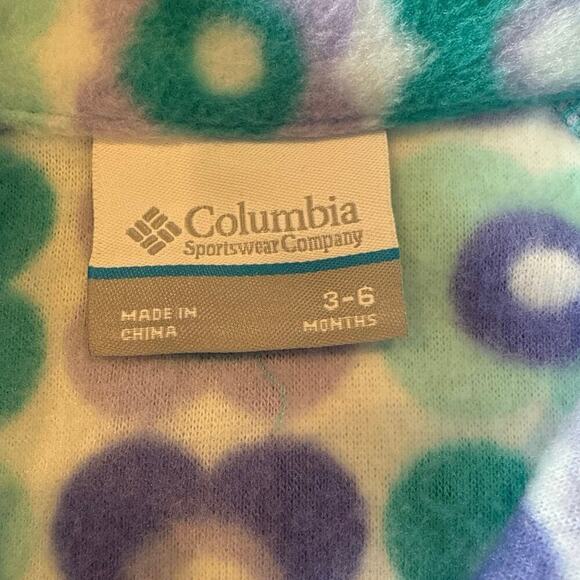 Columbia
Sportswear Company
MADE IN
CHINA
3-6
MONTHS